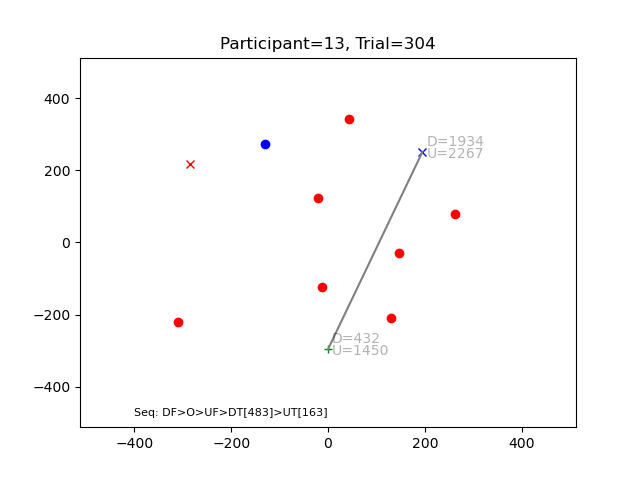 Participant=13, Trial=304
400
200
0
−200
−400
D=1934
U=2267
D=432
U=1450
Seq: DF>O>UF>DT[483]>UT[163]
−400 −200 0 200 400